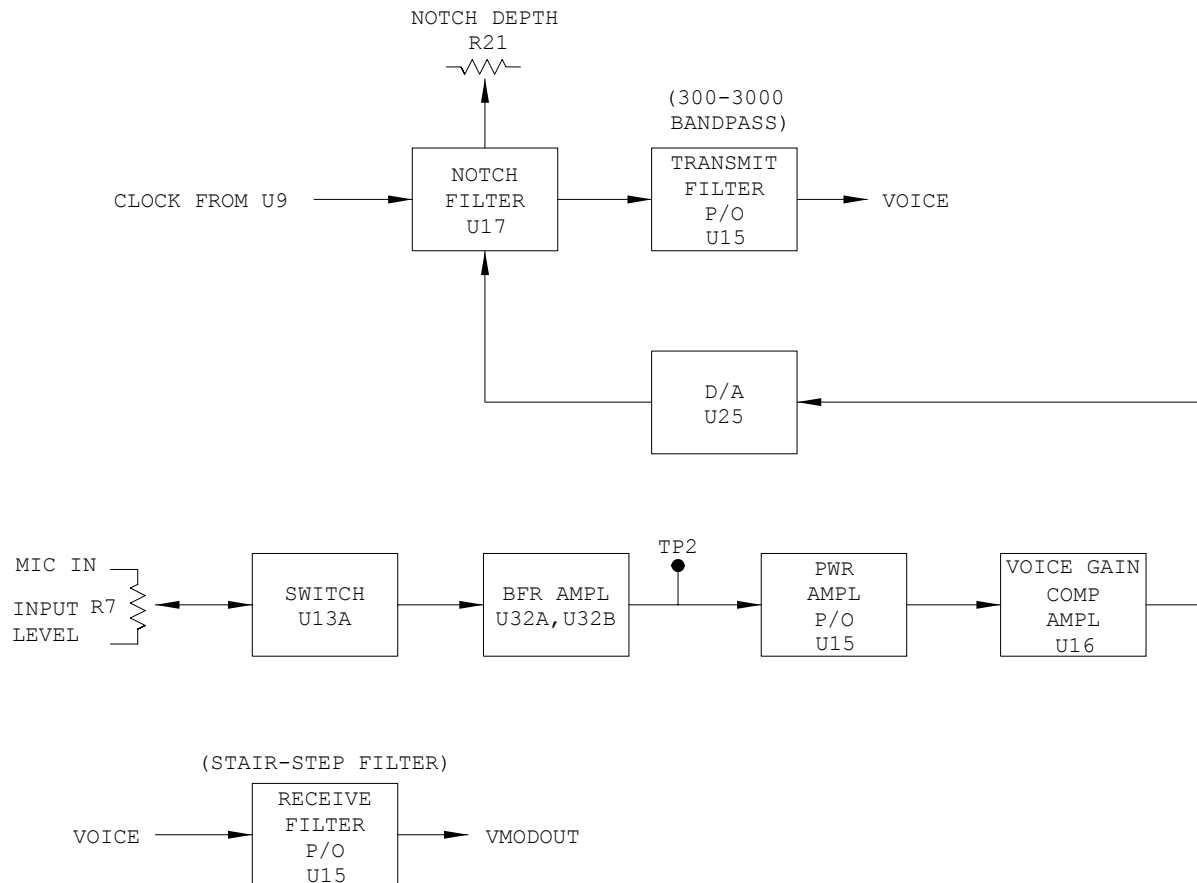 NOTCH DEPTH
R21
(300-3000
BANDPASS)
CLOCK FROM U9
NOTCH
FILTER
U17
TRANSMIT
FILTER
P/O
U15
VOICE
D/A
U25
MIC IN
INPUT R7
LEVEL
SWITCH
U13A
BFR AMPL
U32A,U32B
TP2
PWR
AMPL
P/O
U15
VOICE GAIN
COMP
AMPL
U16
(STAIR-STEP FILTER)
VOICE
RECEIVE
FILTER
P/O
U15
VMODOUT